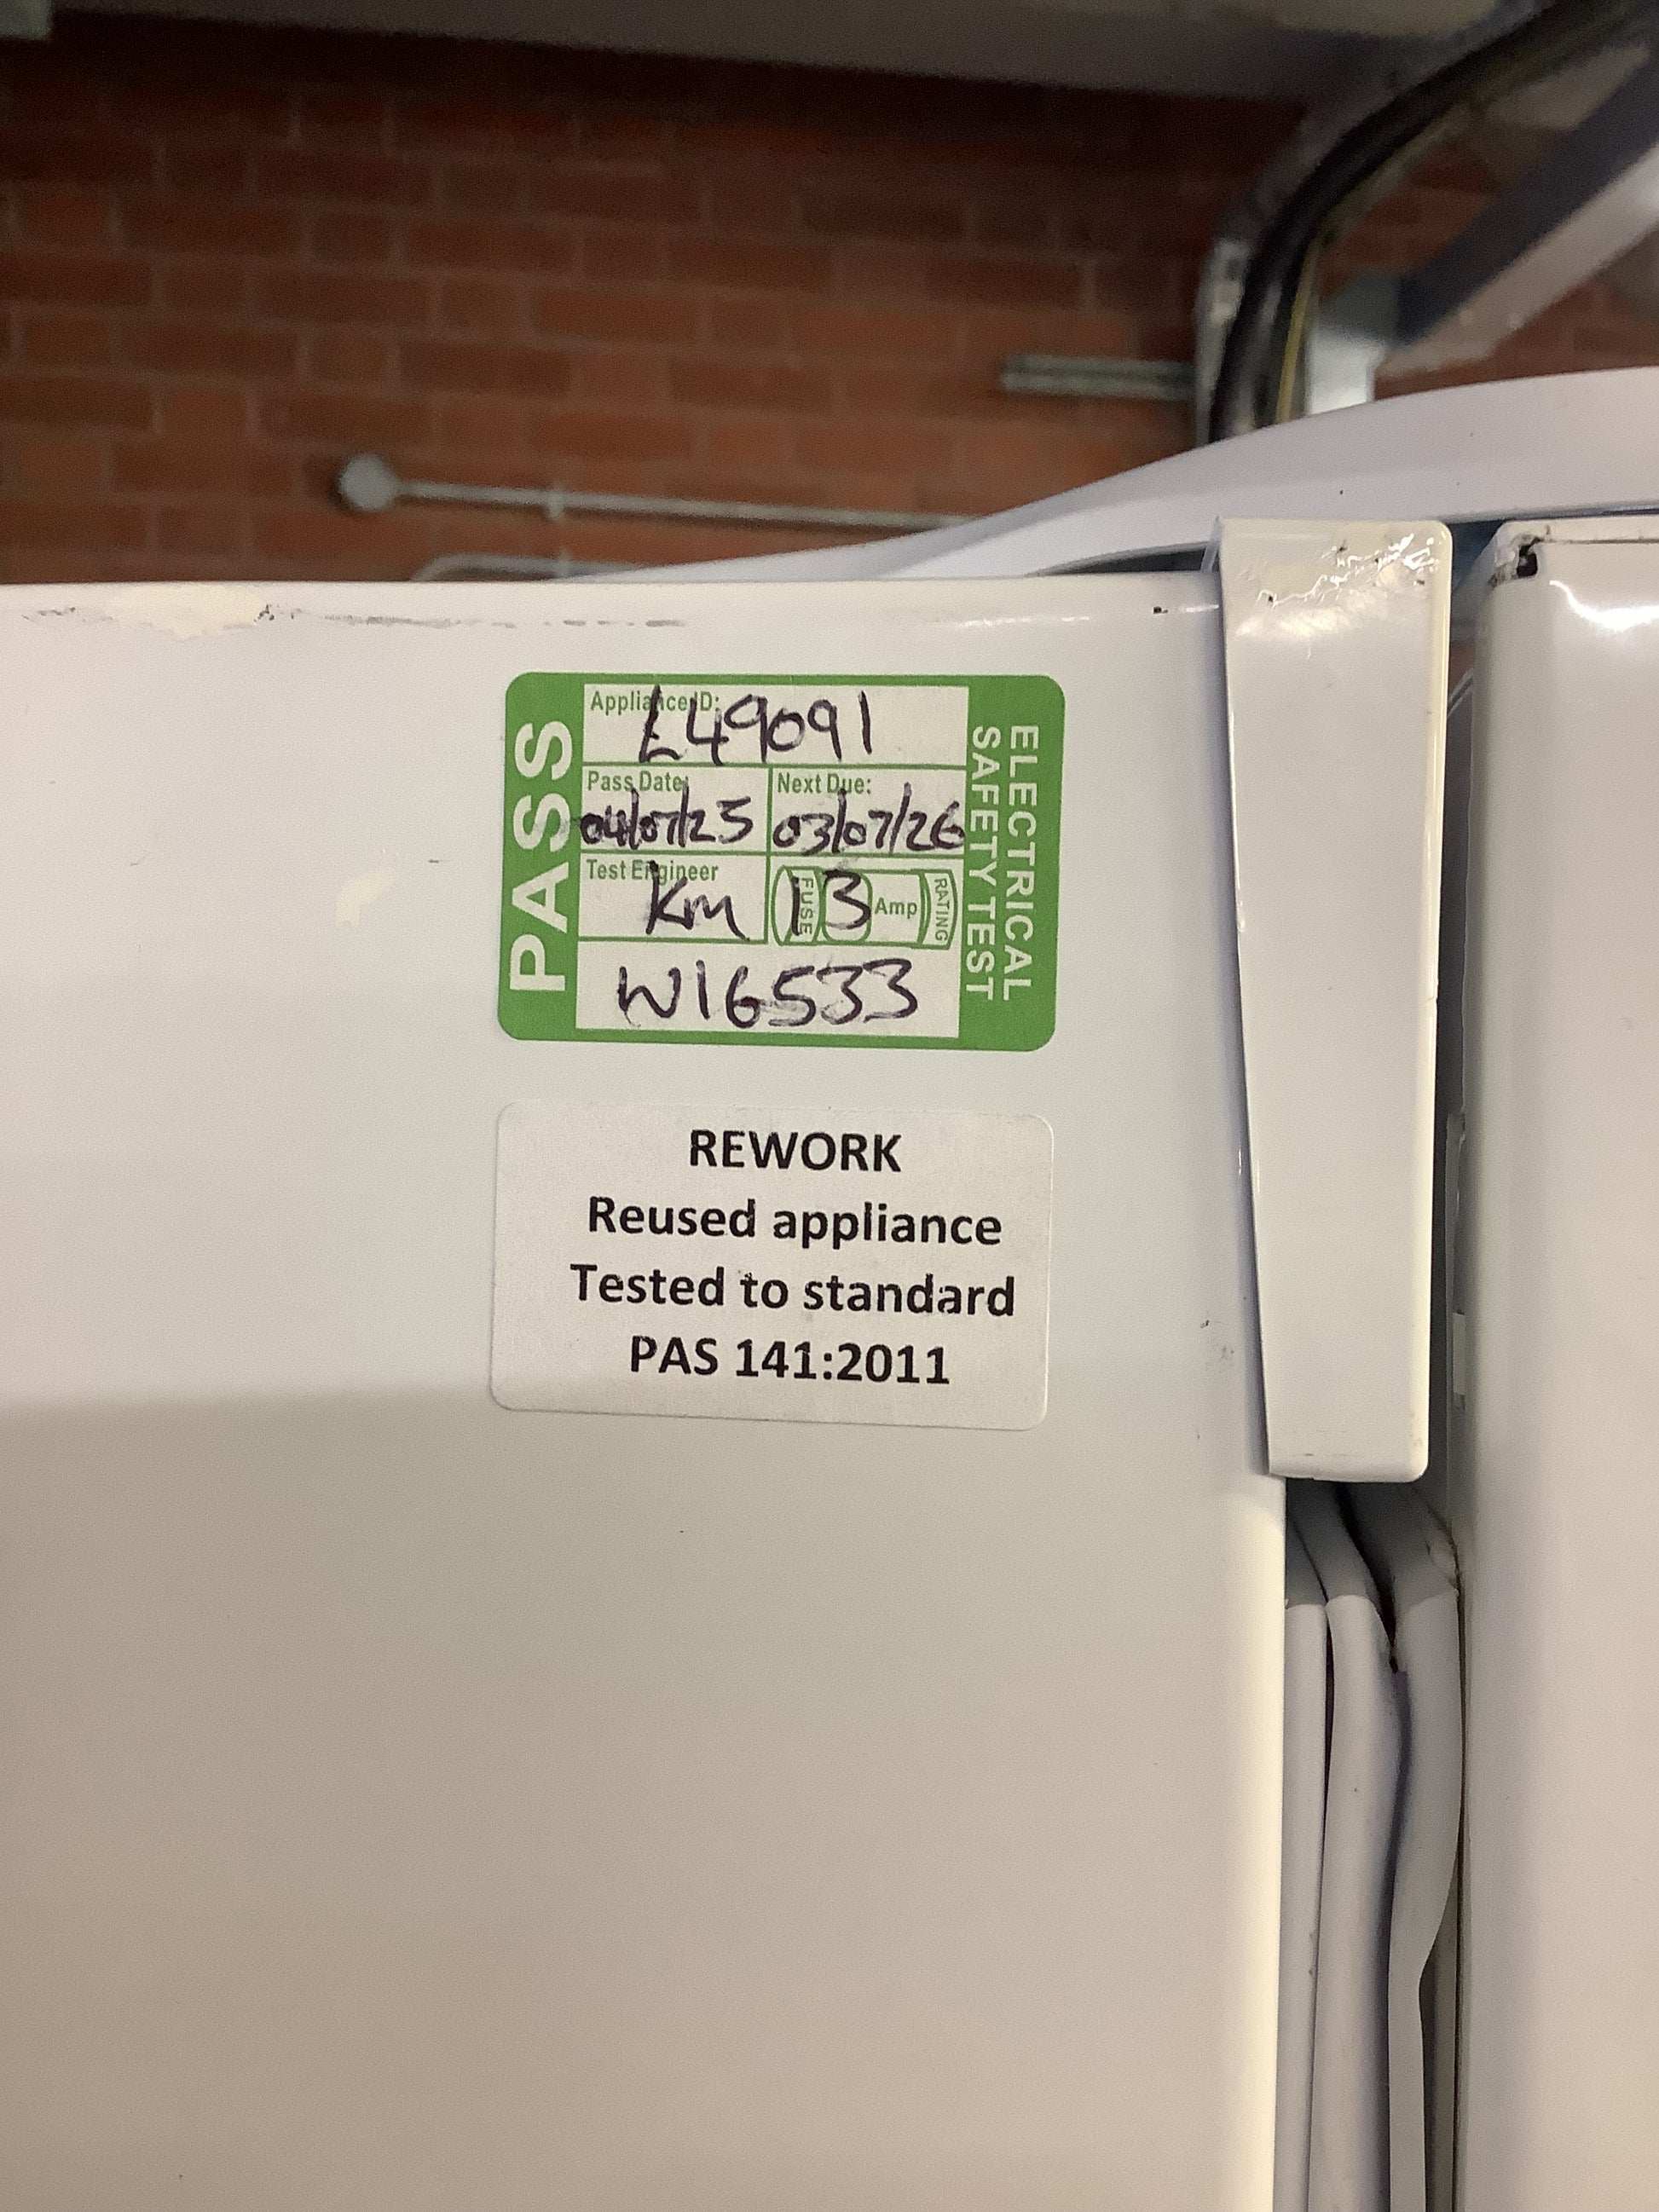 PASS
Appliance ID:
L49091
Pass Date:
Next Due:
04/07/25
03/07/26
Test Engineer
KM
FUSE
13
Amp
RATING
W16533
ELECTRICAL
SAFETY TEST
REWORK
Reused appliance
Tested to standard
PAS 141:2011